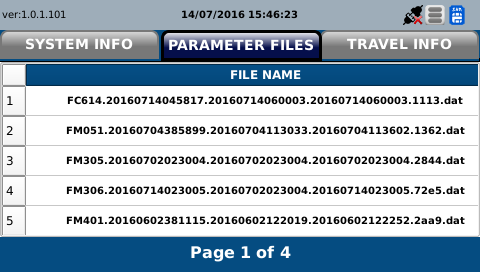 ver:1.0.1.101
14/07/2016 15:46:23
SYSTEM INFO
PARAMETER FILES
TRAVEL INFO
FILE NAME
1 FC614.20160714045817.20160714060003.20160714060003.1113.dat
2 FM051.20160704385899.20160704113033.20160704113602.1362.dat
3 FM305.20160702023004.20160702023004.20160702023004.2844.dat
4 FM306.20160714023005.20160702023004.20160714023005.72e5.dat
5 FM401.20160602381115.20160602122019.20160602122252.2aa9.dat
Page 1 of 4